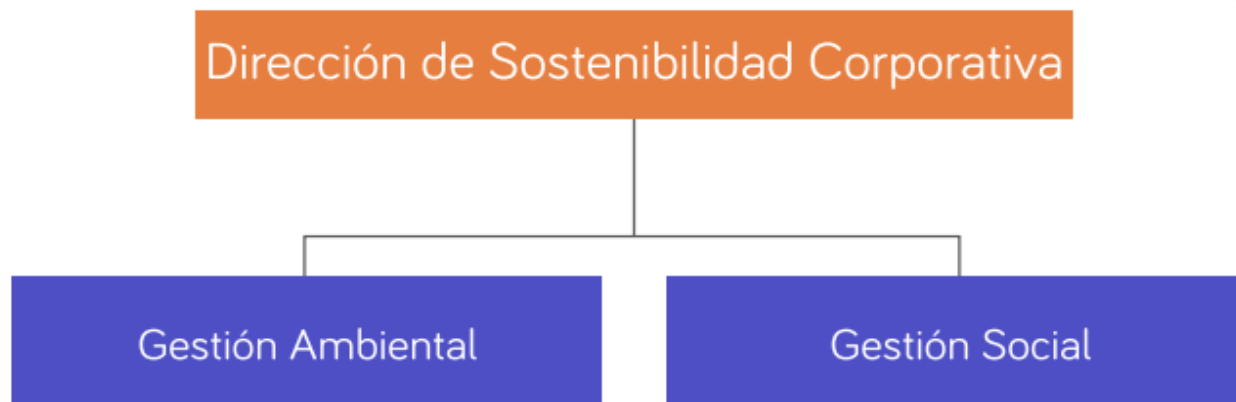 Dirección de Sostenibilidad Corporativa
Gestión Ambiental
Gestión Social